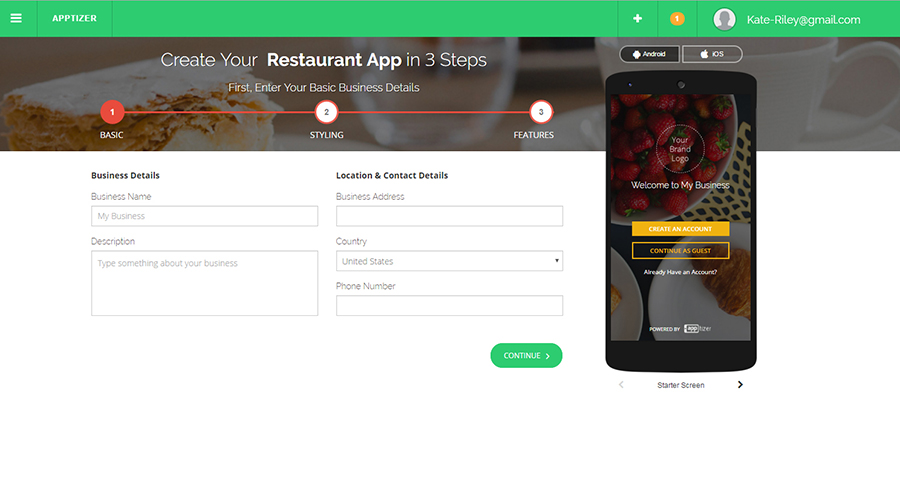 APTIZER
1
Kate-Riley@gmail.com
Create Your Restaurant App in 3 Steps
First, Enter Your Basic Business Details
1
2
3
BASIC
STYLING
FEATURES
Android
iOS
Business Details
Business Name
My Business
Description
Type something about your business
Location & Contact Details
Business Address
Country
United States
Phone Number
CONTINUE
Your
Brand
Logo
Welcome to My Business
CREATE AN ACCOUNT
CONTINUE AS GUEST
Already Have an Account?
POWERED BY apptizer
Starter Screen